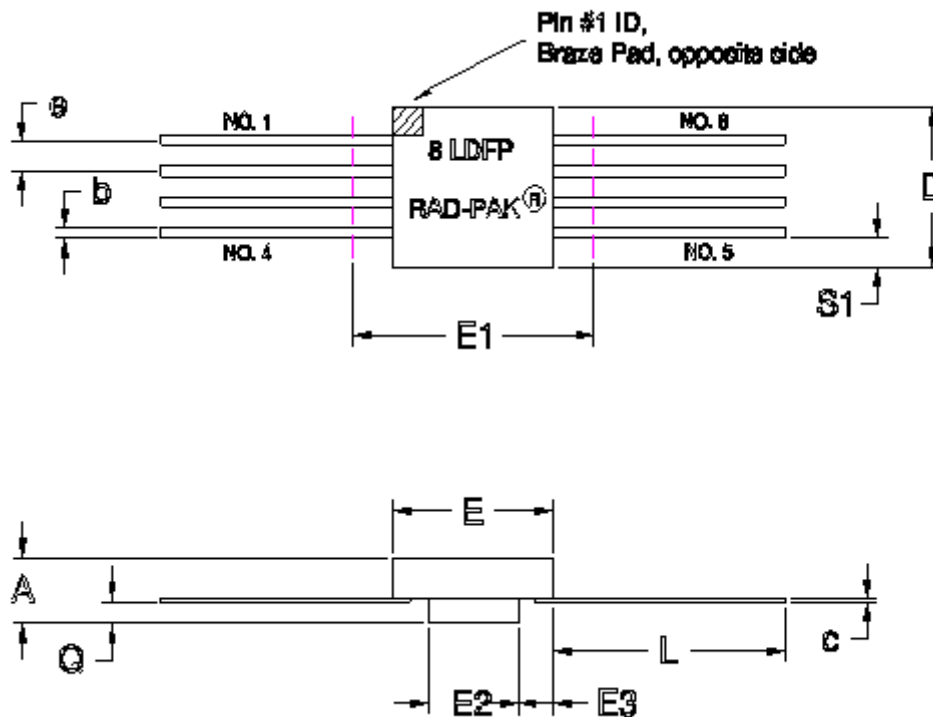 Pin #1 ID,
Braze Pad, opposite side
e
NO. 1
NO. 8
8 LDFP
b
RAD-PAK®
D
NO. 4
NO. 5
S1
E1
E
A
Q
L
c
E2
E3